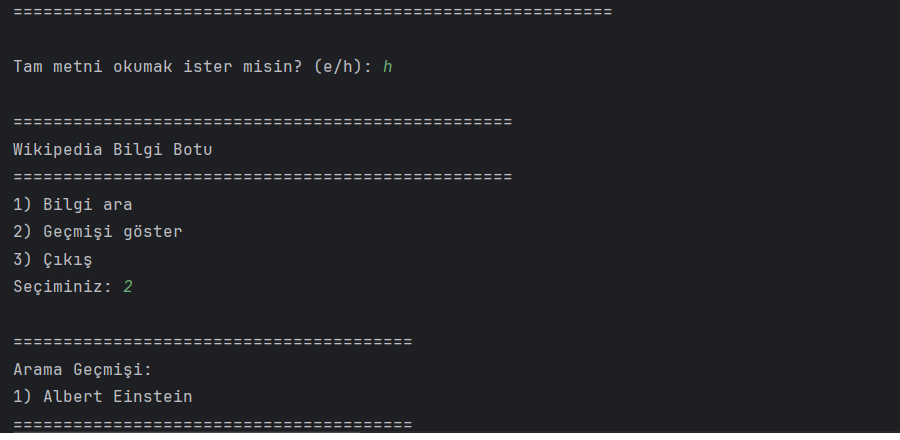 ============================================================
Tam metni okumak ister misin? (e/h): h
==================================================
Wikipedia Bilgi Botu
==================================================
1) Bilgi ara
2) Geçmişi göster
3) Çıkış
Seçiminiz: 2
========================================
Arama Geçmişi:
1) Albert Einstein
========================================